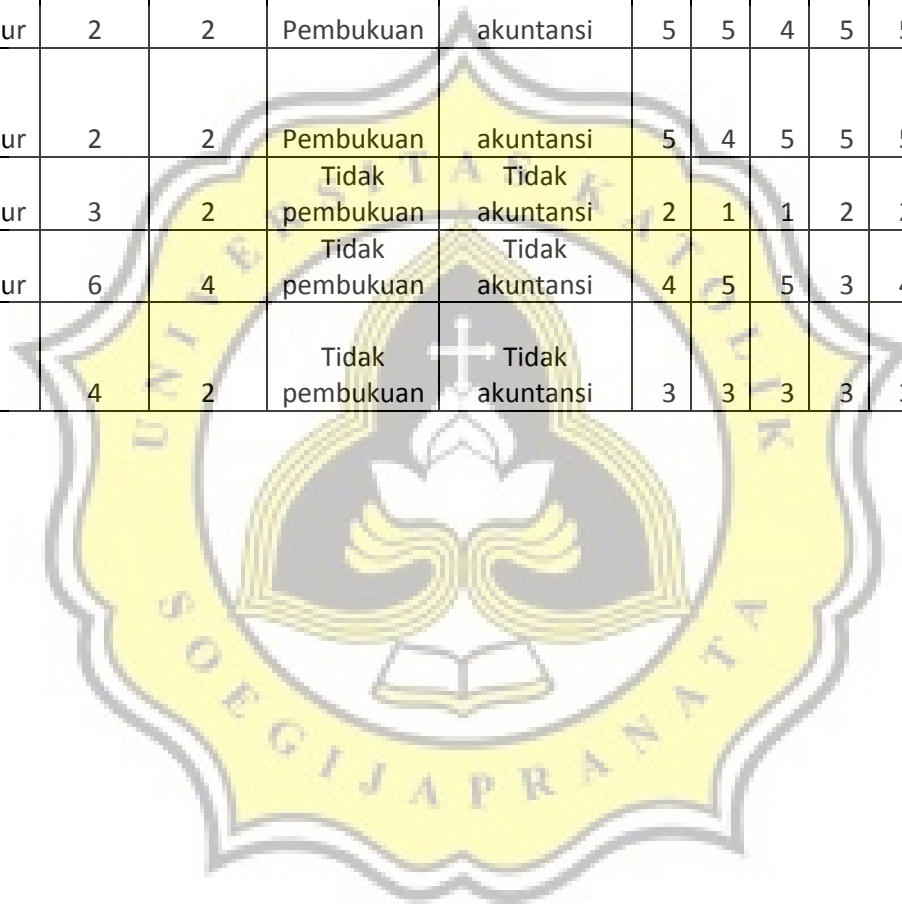 ur 2 2 Pembukuan akuntansi 5 5 4 5
ur 2 2 Pembukuan akuntansi 5 4 5 5
Tidak Tidak
ur 3 2 pembukuan akuntansi 2 1 1 2
Tidak Tidak
ur 6 4 pembukuan akuntansi 4 5 5 3
Tidak Tidak
4 2 pembukuan akuntansi 3 3 3 3
UNIVERSITAS KATOLIK
SOEGIJAPRANATA